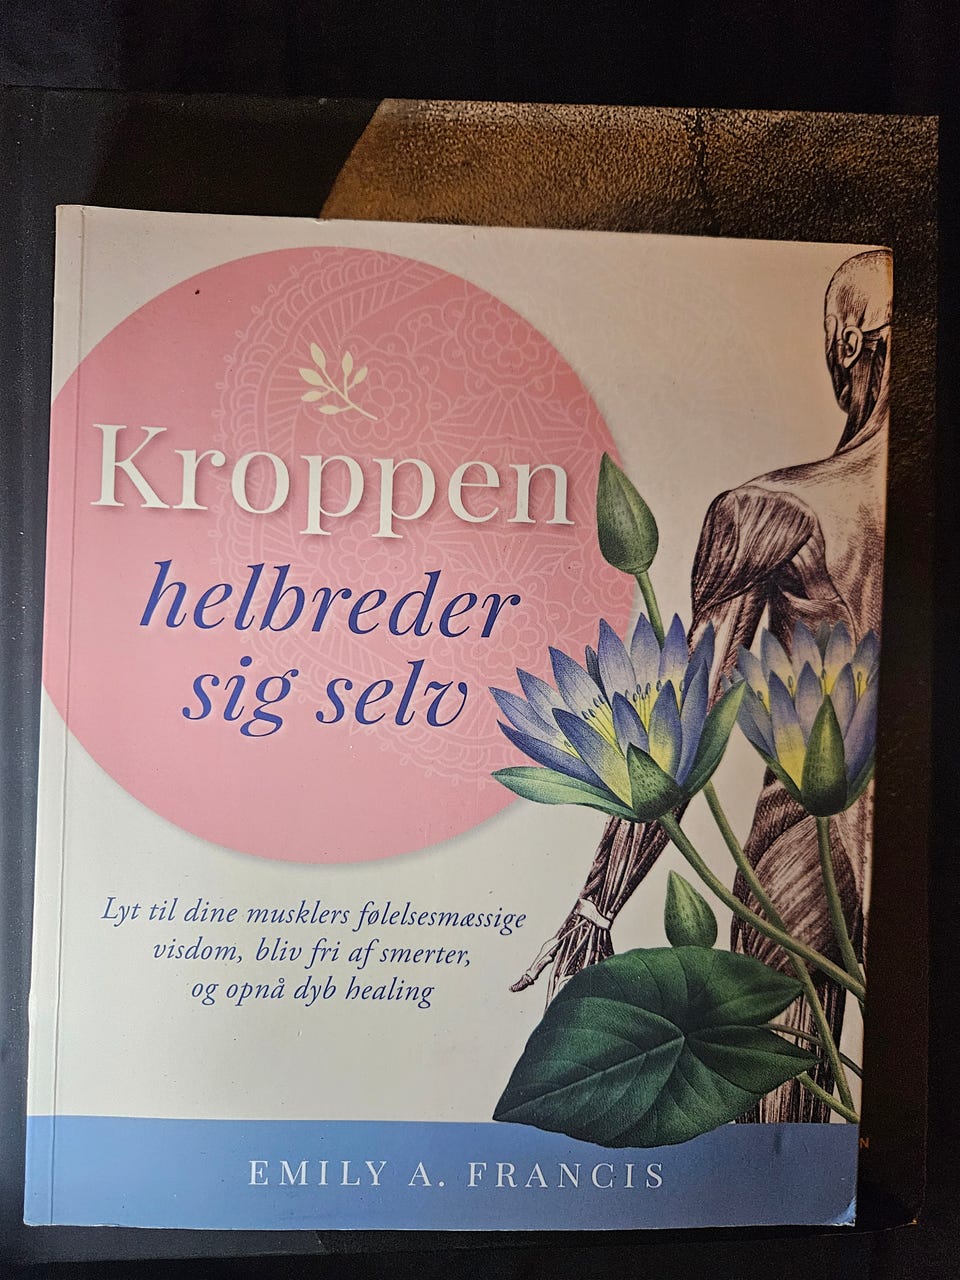 Kroppen
helbreder
sig selv
Lyt til dine musklers følelsesmæssige
visdom, bliv fri af smerter,
og opnå dyb healing
EMILY A. FRANCIS
N